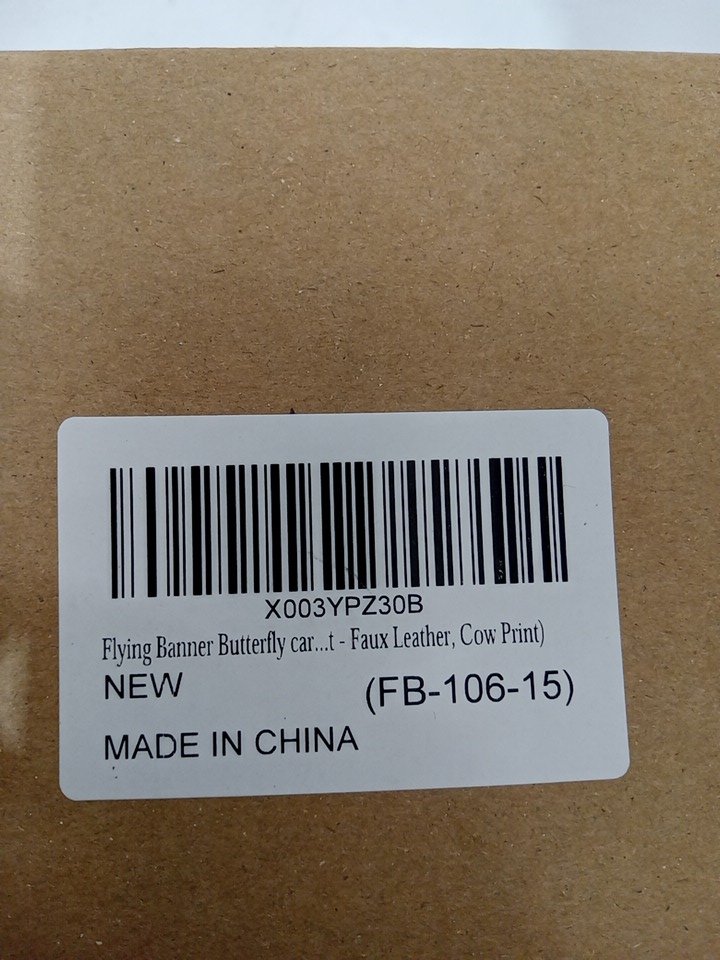 X003YPZ30B
Flying Banner Butterfly car...t - Faux Leather, Cow Print)
NEW (FB-106-15)
MADE IN CHINA